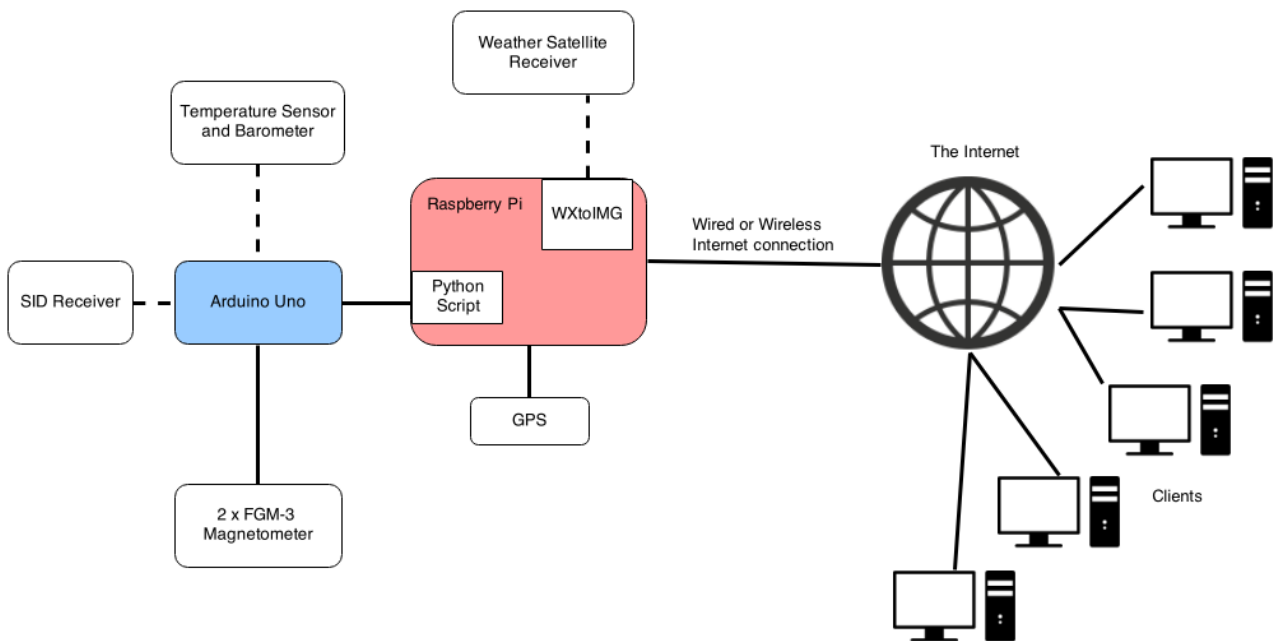 Weather Satellite
Receiver
Temperature Sensor
and Barometer
The Internet
Raspberry Pi
WXtoIMG
Wired or Wireless
Internet connection
SID Receiver
Arduino Uno
Python
Script
GPS
2 x FGM-3
Magnetometer
Clients